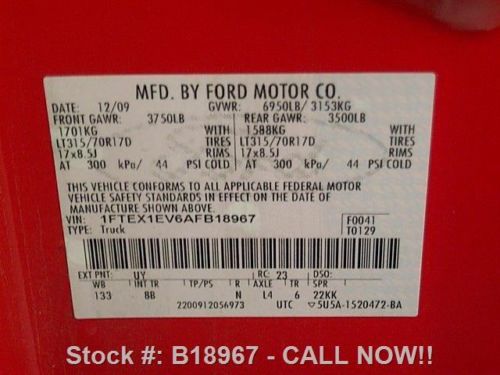 MFD. BY FORD MOTOR CO.
DATE: 12/09 GVWR: 6950LB/ 3153KG
FRONT GAWR: 3750LB REAR GAWR: 3500LB
1701KG WITH 1588KG WITH
LT315/70R17D TIRES LT315/70R17D TIRES
17x8.5J RIMS 17x8.5J RIMS
AT 300 kPa/ 44 PSI COLD AT 300 kPa/ 44 PSI COLD
THIS VEHICLE CONFORMS TO ALL APPLICABLE FEDERAL MOTOR
VEHICLE SAFETY STANDARDS IN EFFECT ON THE DATE OF
MANUFACTURE SHOWN ABOVE.
VIN: 1FTEX1EV6AFB18967 F0041
TYPE: Truck T0129
EXT PNT: UY RC: 23 DSO:
WB INT TR TP/PS R AXLE TR SPR
133 8B N L4 6 22KK
2200912056973 UTC ▽5U5A-1520472-BA
Stock #: B18967 - CALL NOW!!